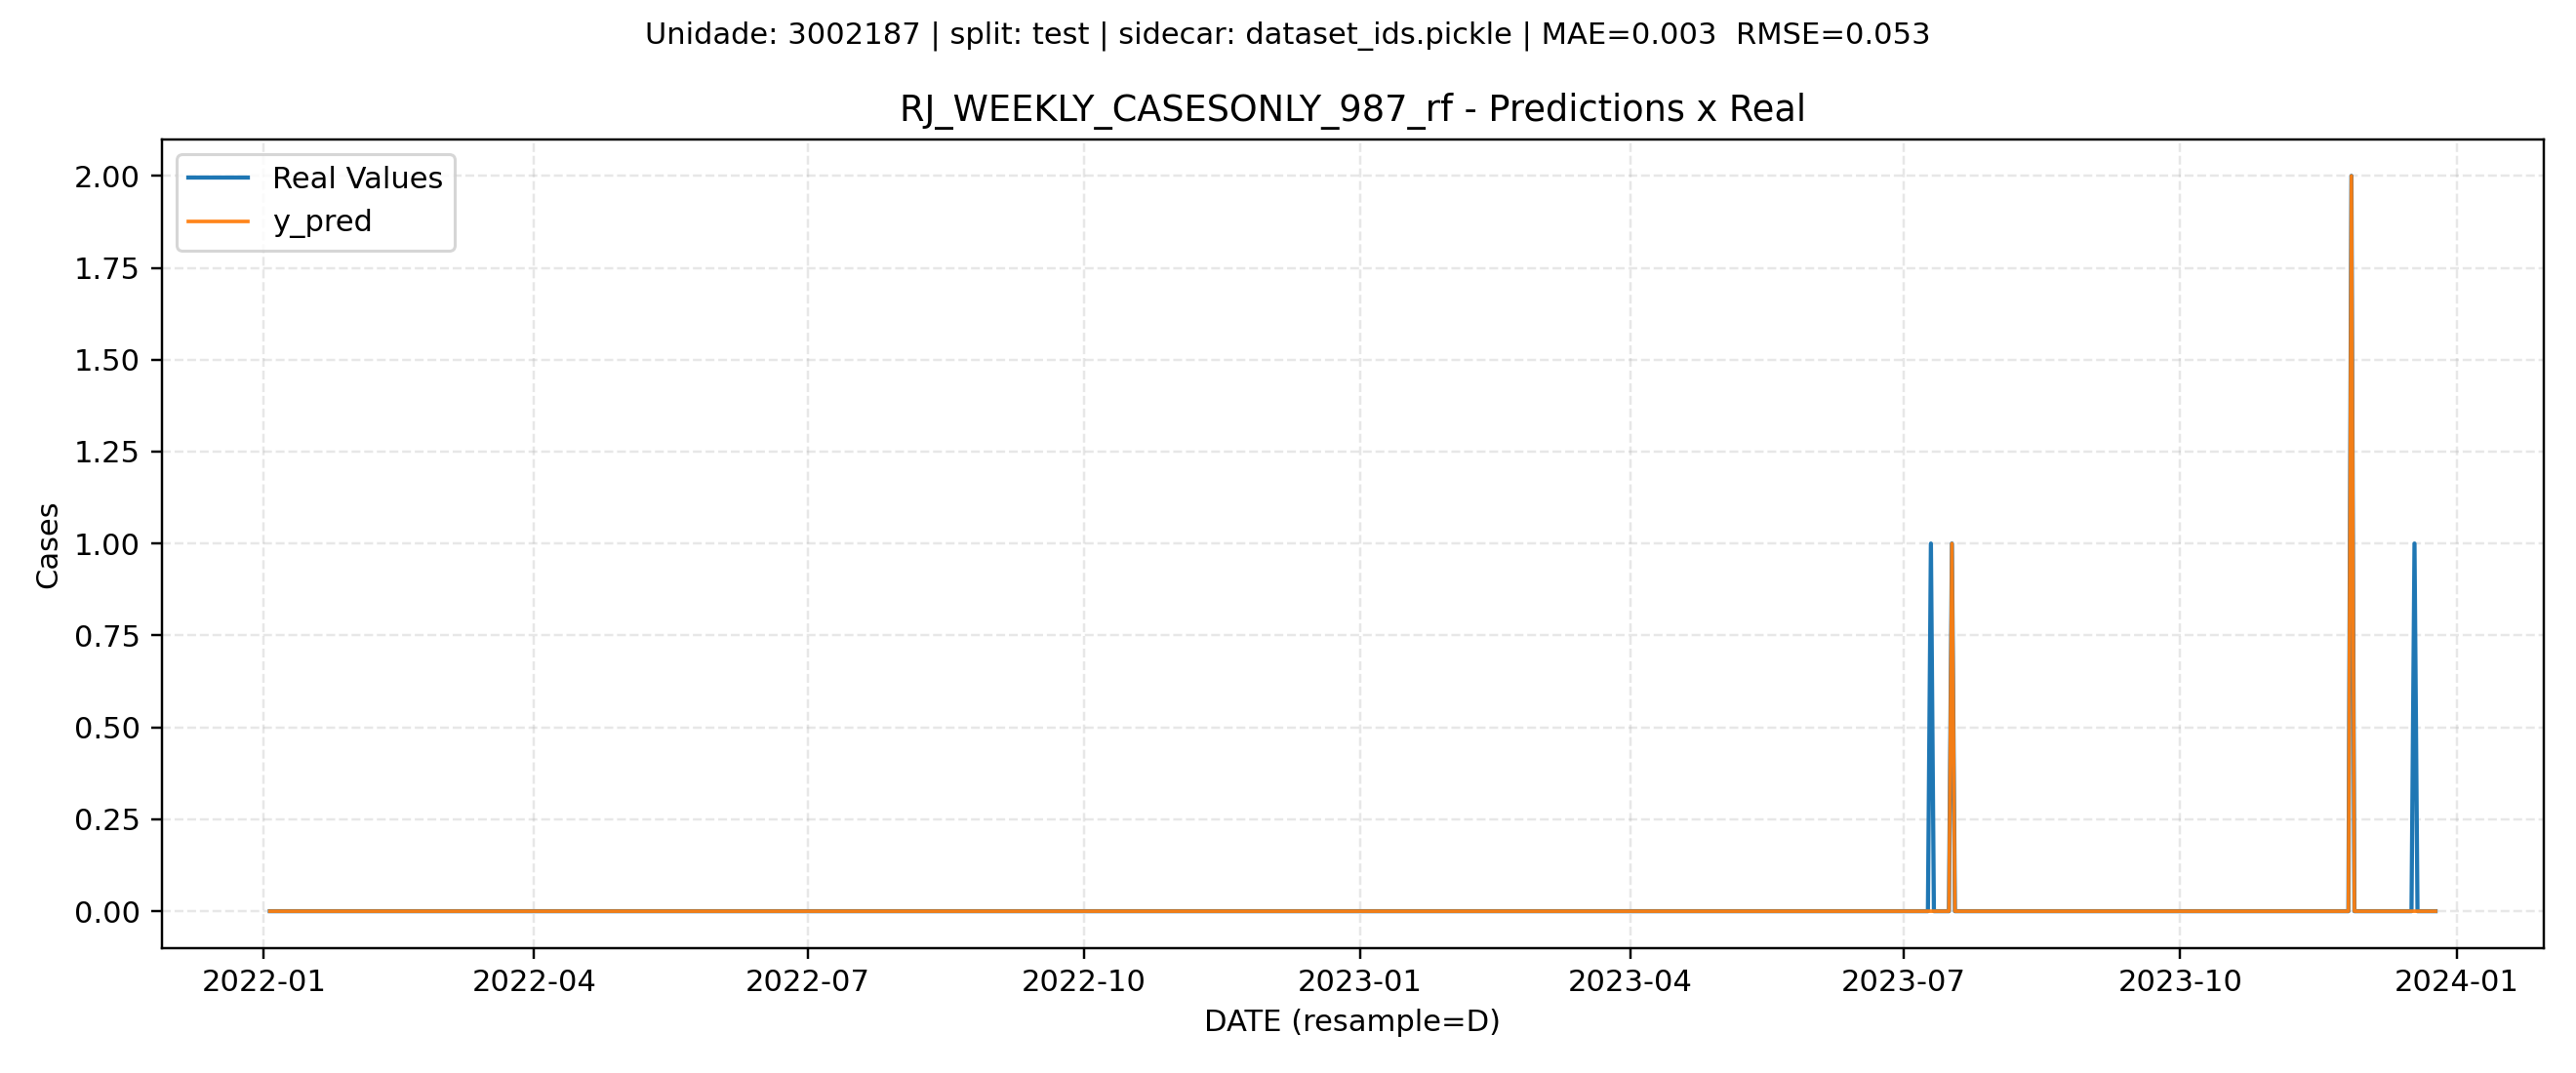 Unidade: 3002187 | split: test | sidecar: dataset_ids.pickle | MAE=0.003  RMSE=0.053
RJ_WEEKLY_CASESONLY_987_rf - Predictions x Real
Real Values
y_pred
2.00
1.75
1.50
1.25
1.00
0.75
0.50
0.25
0.00
Cases
2022-01 2022-04 2022-07 2022-10 2023-01 2023-04 2023-07 2023-10 2024-01
DATE (resample=D)